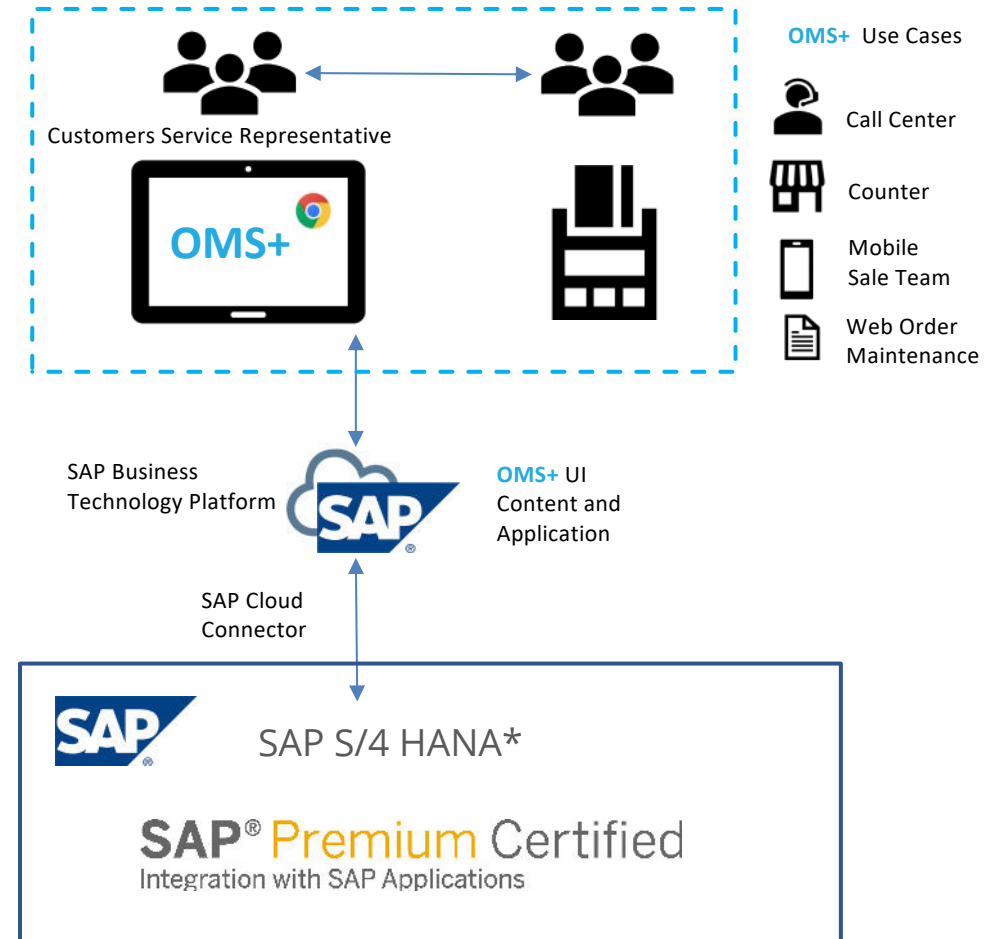 OMS+ Use Cases
Customers Service Representative
Call Center
OMS+
Counter
Mobile
Sale Team
Web Order
Maintenance
SAP Business
Technology Platform
SAP
®
OMS+ UI
Content and
Application
SAP Cloud
Connector
SAP
®
SAP S/4 HANA*
SAP® Premium Certified
Integration with SAP Applications